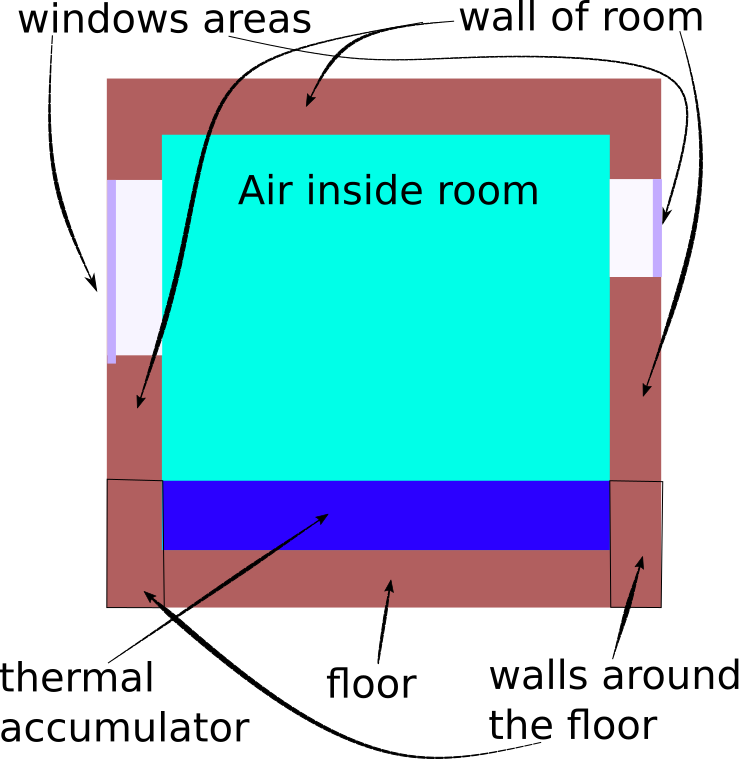 windows areas
wall of room
Air inside room
thermal
accumulator
floor
walls around
the floor